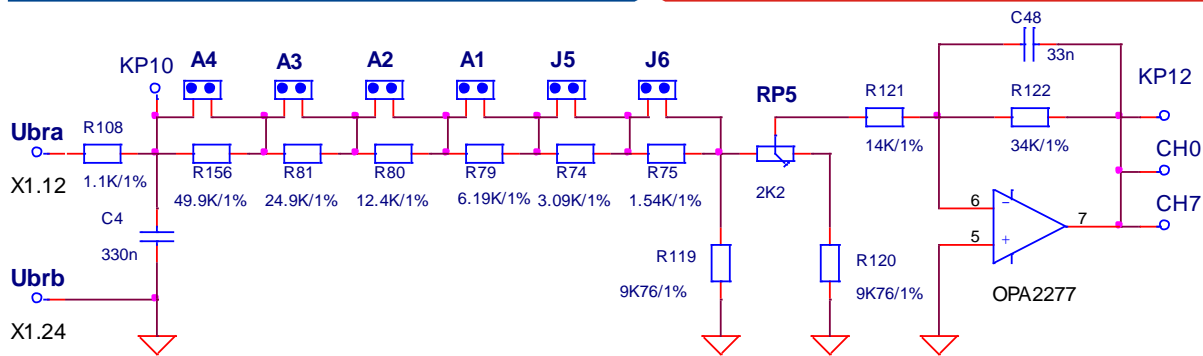 C48
33n
A4 A3 A2 A1 J5 J6
KP10
KP12
RP5
R121
R122
Ubra
R108
14K/1%
34K/1%
CH0
X1.12
1.1K/1%
R156
R81
R80
R79
R74
R75
2K2
49.9K/1%
24.9K/1%
12.4K/1%
6.19K/1%
3.09K/1%
1.54K/1%
CH7
C4
330n
6
−
7
5
+
R119
R120
Ubrb
9K76/1%
9K76/1%
OPA2277
X1.24